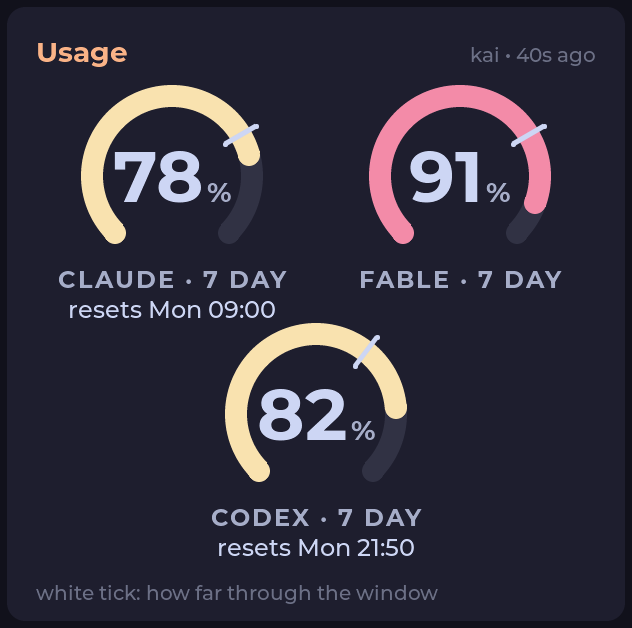 Usage
kai • 40s ago
78%
91%
CLAUDE · 7 DAY
FABLE · 7 DAY
resets Mon 09:00
82%
CODEX · 7 DAY
resets Mon 21:50
white tick: how far through the window